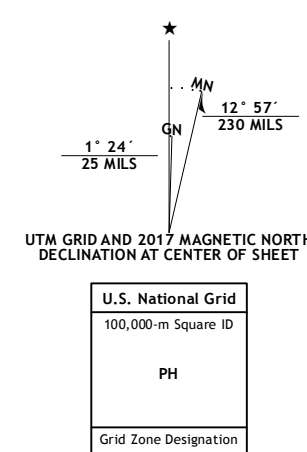 ★
MN
12° 57´
230 MILS
GN
1° 24´
25 MILS
UTM GRID AND 2017 MAGNETIC NORTH
DECLINATION AT CENTER OF SHEET
U.S. National Grid
100,000-m Square ID
PH
Grid Zone Designation